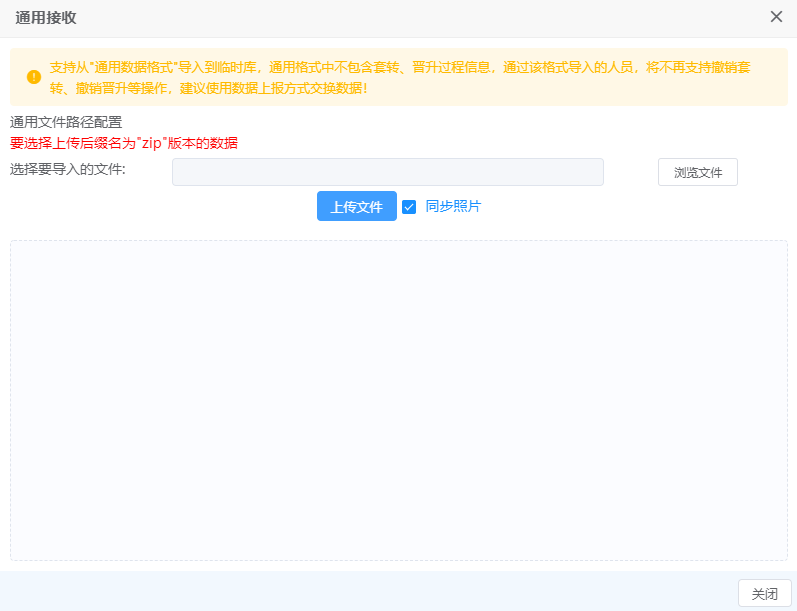 通用接收
支持从"通用数据格式"导入到临时库，通用格式中不包含套转、晋升过程信息，通过该格式导入的人员，将不再支持撤销套
转、撤销晋升等操作，建议使用数据上报方式交换数据！
通用文件路径配置
要选择上传后缀名为"zip"版本的数据
选择要导入的文件:
浏览文件
上传文件
同步照片
关闭